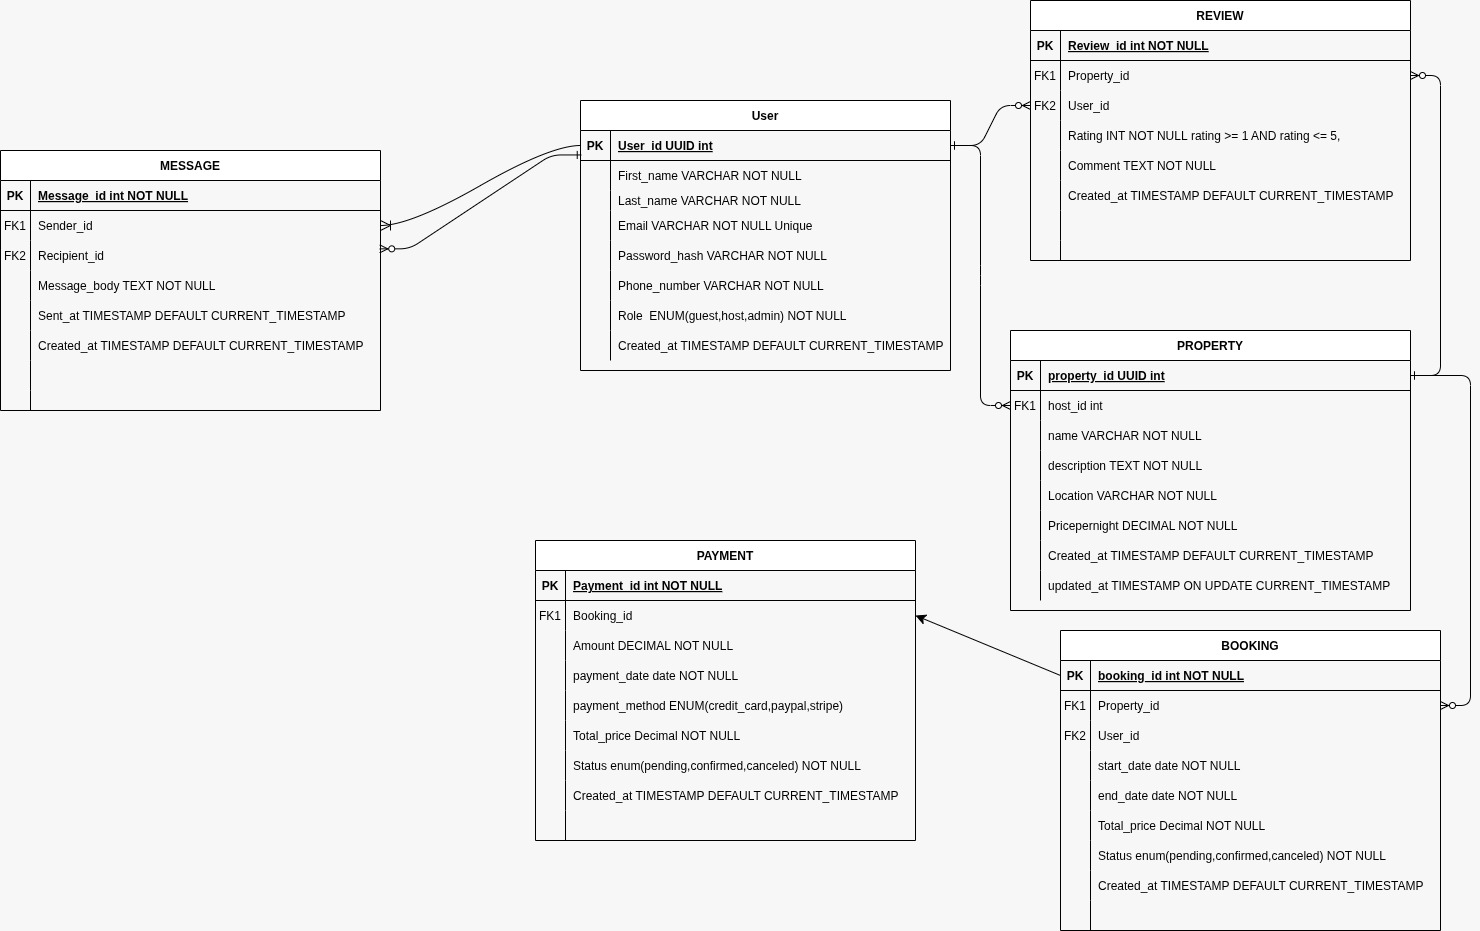 REVIEW
PK Review_id int NOT NULL
FK1 Property_id
FK2 User_id
Rating INT NOT NULL rating >= 1 AND rating <= 5,
Comment TEXT NOT NULL
Created_at TIMESTAMP DEFAULT CURRENT_TIMESTAMP
User
PK User_id UUID int
First_name VARCHAR NOT NULL
Last_name VARCHAR NOT NULL
Email VARCHAR NOT NULL Unique
Password_hash VARCHAR NOT NULL
Phone_number VARCHAR NOT NULL
Role ENUM(guest,host,admin) NOT NULL
Created_at TIMESTAMP DEFAULT CURRENT_TIMESTAMP
MESSAGE
PK Message_id int NOT NULL
FK1 Sender_id
FK2 Recipient_id
Message_body TEXT NOT NULL
Sent_at TIMESTAMP DEFAULT CURRENT_TIMESTAMP
Created_at TIMESTAMP DEFAULT CURRENT_TIMESTAMP
PROPERTY
PK property_id UUID int
FK1 host_id int
name VARCHAR NOT NULL
description TEXT NOT NULL
Location VARCHAR NOT NULL
Pricepernight DECIMAL NOT NULL
Created_at TIMESTAMP DEFAULT CURRENT_TIMESTAMP
updated_at TIMESTAMP ON UPDATE CURRENT_TIMESTAMP
PAYMENT
PK Payment_id int NOT NULL
FK1 Booking_id
Amount DECIMAL NOT NULL
payment_date date NOT NULL
payment_method ENUM(credit_card,paypal,stripe)
Total_price Decimal NOT NULL
Status enum(pending,confirmed,canceled) NOT NULL
Created_at TIMESTAMP DEFAULT CURRENT_TIMESTAMP
BOOKING
PK booking_id int NOT NULL
FK1 Property_id
FK2 User_id
start_date date NOT NULL
end_date date NOT NULL
Total_price Decimal NOT NULL
Status enum(pending,confirmed,canceled) NOT NULL
Created_at TIMESTAMP DEFAULT CURRENT_TIMESTAMP